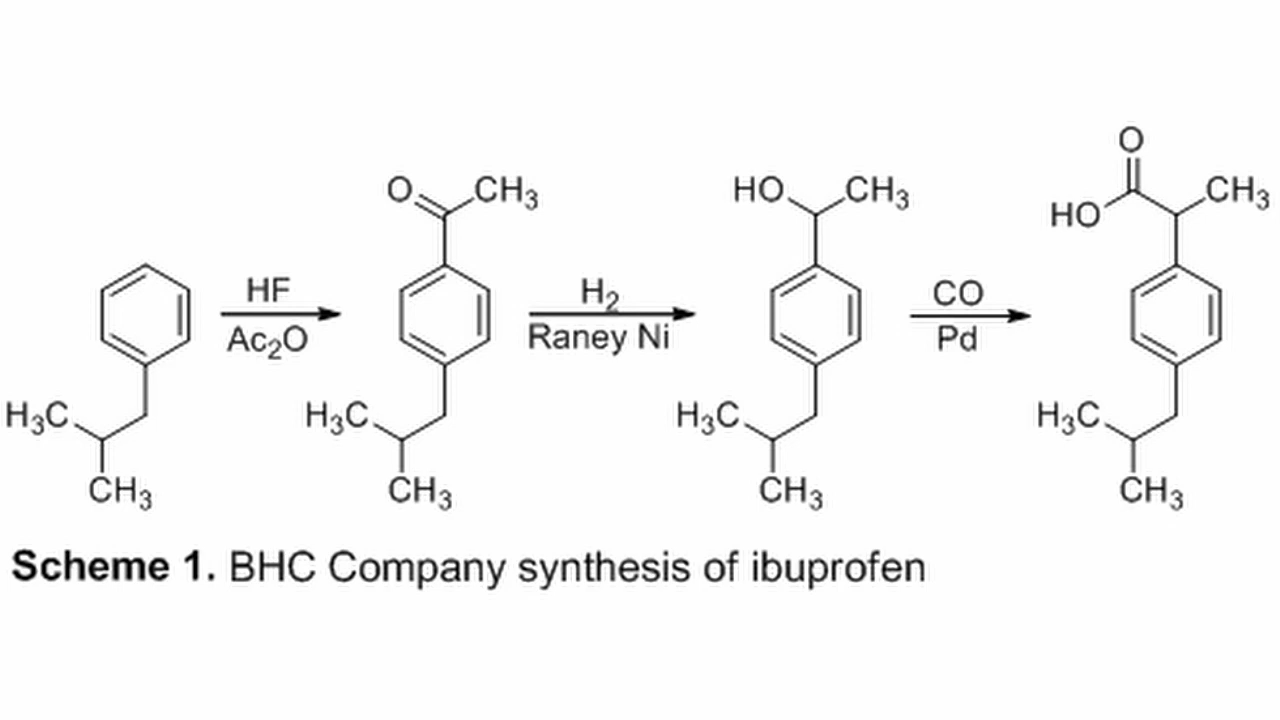 O
O CH₃ HO CH₃ HO CH₃
HF H₂ CO
Ac₂O Raney Ni Pd
H₃C H₃C H₃C H₃C
CH₃ CH₃ CH₃ CH₃
Scheme 1. BHC Company synthesis of ibuprofen